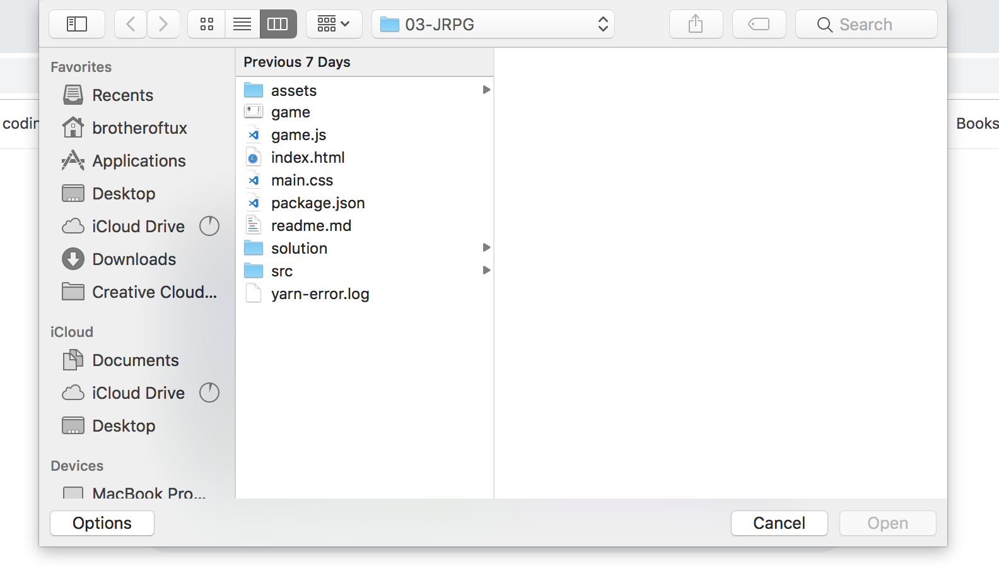 03-JRPG
Search
Favorites
Recents
brotheroftux
Applications
Desktop
iCloud Drive
Downloads
Creative Cloud...
iCloud
Documents
iCloud Drive
Desktop
Devices
MacBook Pro...
Previous 7 Days
assets
game
game.js
index.html
main.css
package.json
readme.md
solution
src
yarn-error.log
Options
Cancel
Open
Books